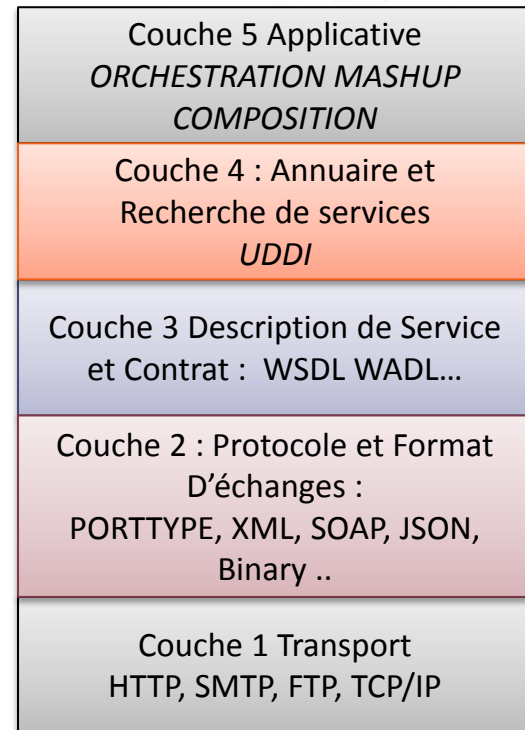 Couche 5 Applicative
ORCHESTRATION MASHUP
COMPOSITION
Couche 4 : Annuaire et
Recherche de services
UDDI
Couche 3 Description de Service
et Contrat :  WSDL WADL…
Couche 2 : Protocole et Format
D’échanges :
PORTTYPE, XML, SOAP, JSON,
Binary ..
Couche 1 Transport
HTTP, SMTP, FTP, TCP/IP